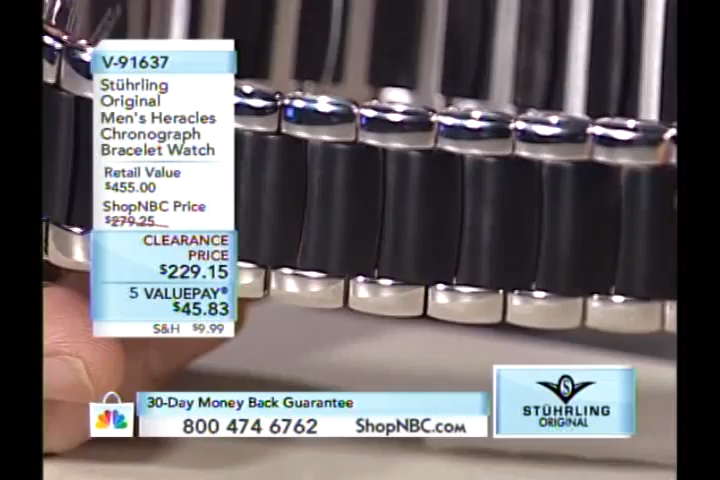 V-91637
Stührling
Original
Men's Heracles
Chronograph
Bracelet Watch
Retail Value
$455.00
ShopNBC Price
$279.25
CLEARANCE
PRICE
$229.15
5 VALUEPAY®
$45.83
S&H $9.99
30-Day Money Back Guarantee
800 474 6762 ShopNBC.com
S
STÜHRLING
ORIGINAL